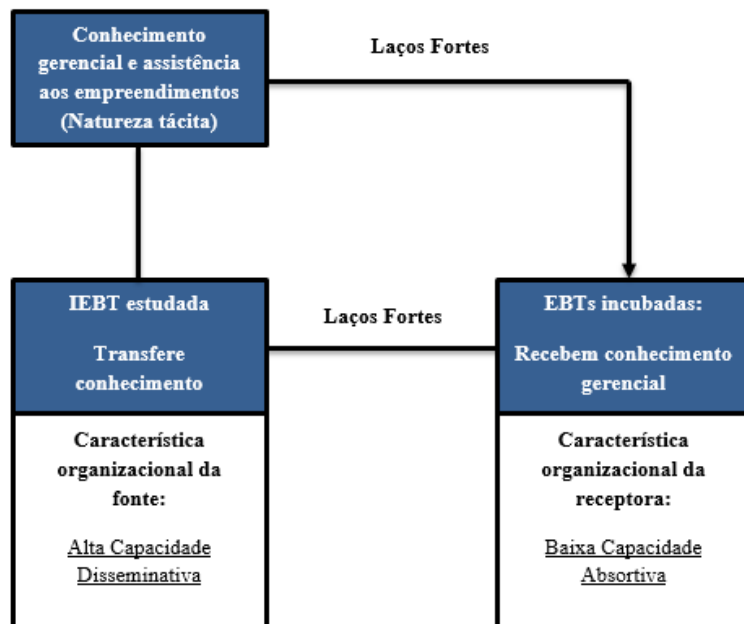 Conhecimento
gerencial e assistência
aos empreendimentos
(Natureza tácita)
Laços Fortes
IEBT estudada
Transfere
conhecimento
Laços Fortes
EBTs incubadas:
Recebem conhecimento
gerencial
Característica
organizacional da
fonte:
Alta Capacidade
Disseminativa
Característica
organizacional da
receptora:
Baixa Capacidade
Absortiva